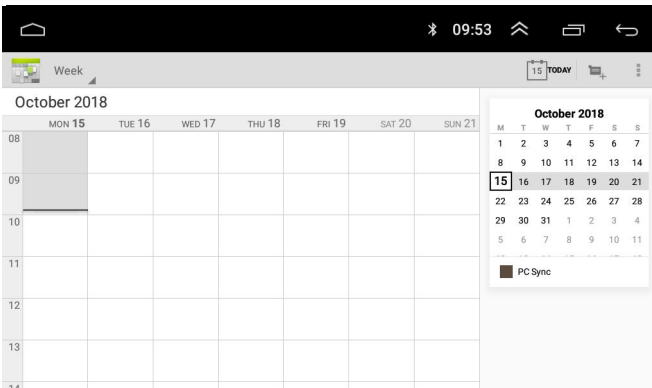 09:53
Week
15 TODAY
October 2018
MON 15 TUE 16 WED 17 THU 18 FRI 19 SAT 20 SUN 21
08
09
10
11
12
13
14
October 2018
M T W T F S S
1 2 3 4 5 6 7
8 9 10 11 12 13 14
15 16 17 18 19 20 21
22 23 24 25 26 27 28
29 30 31 1 2 3 4
5 6 7 8 9 10 11
PC Sync